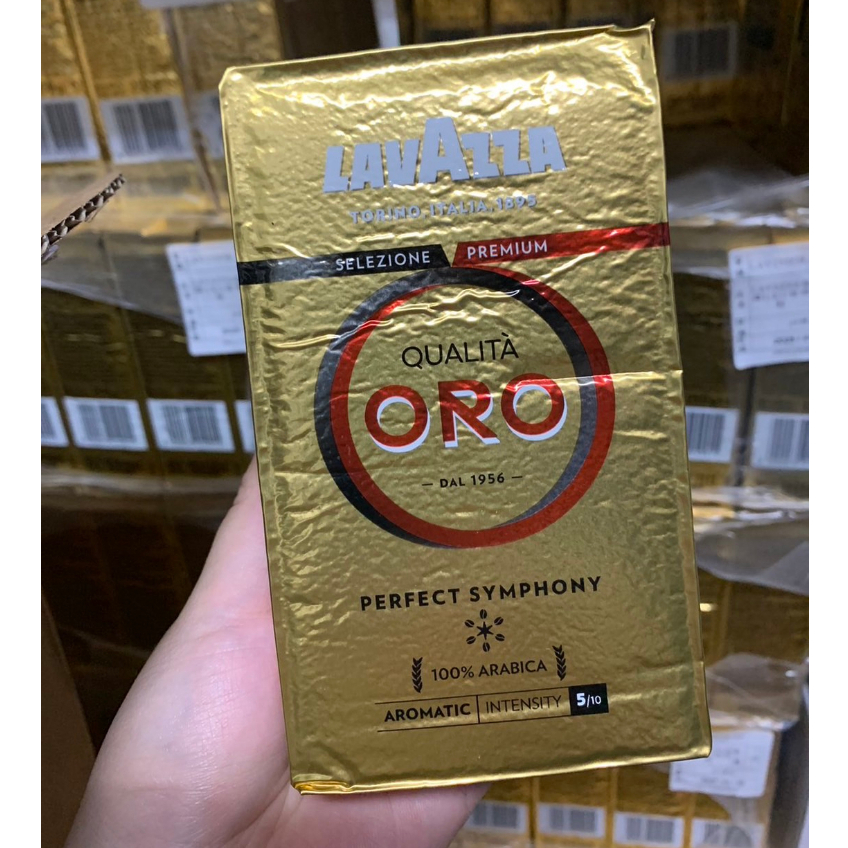 LAVAZZA
TORINO, ITALIA, 1895
SELEZIONE PREMIUM
QUALITÀ
ORO
— DAL 1956 —
PERFECT SYMPHONY
100% ARABICA
AROMATIC INTENSITY 5/10